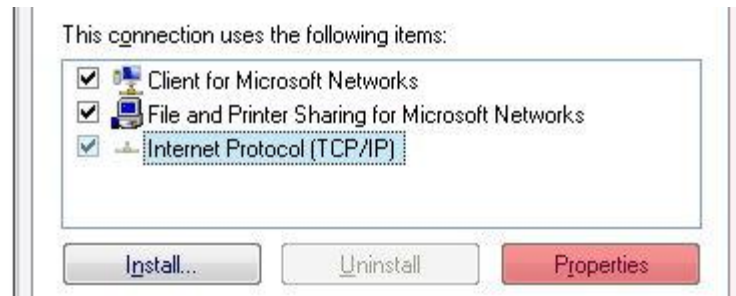 This connection uses the following items:
Client for Microsoft Networks
File and Printer Sharing for Microsoft Networks
Internet Protocol (TCP/IP)
Install... Uninstall Properties